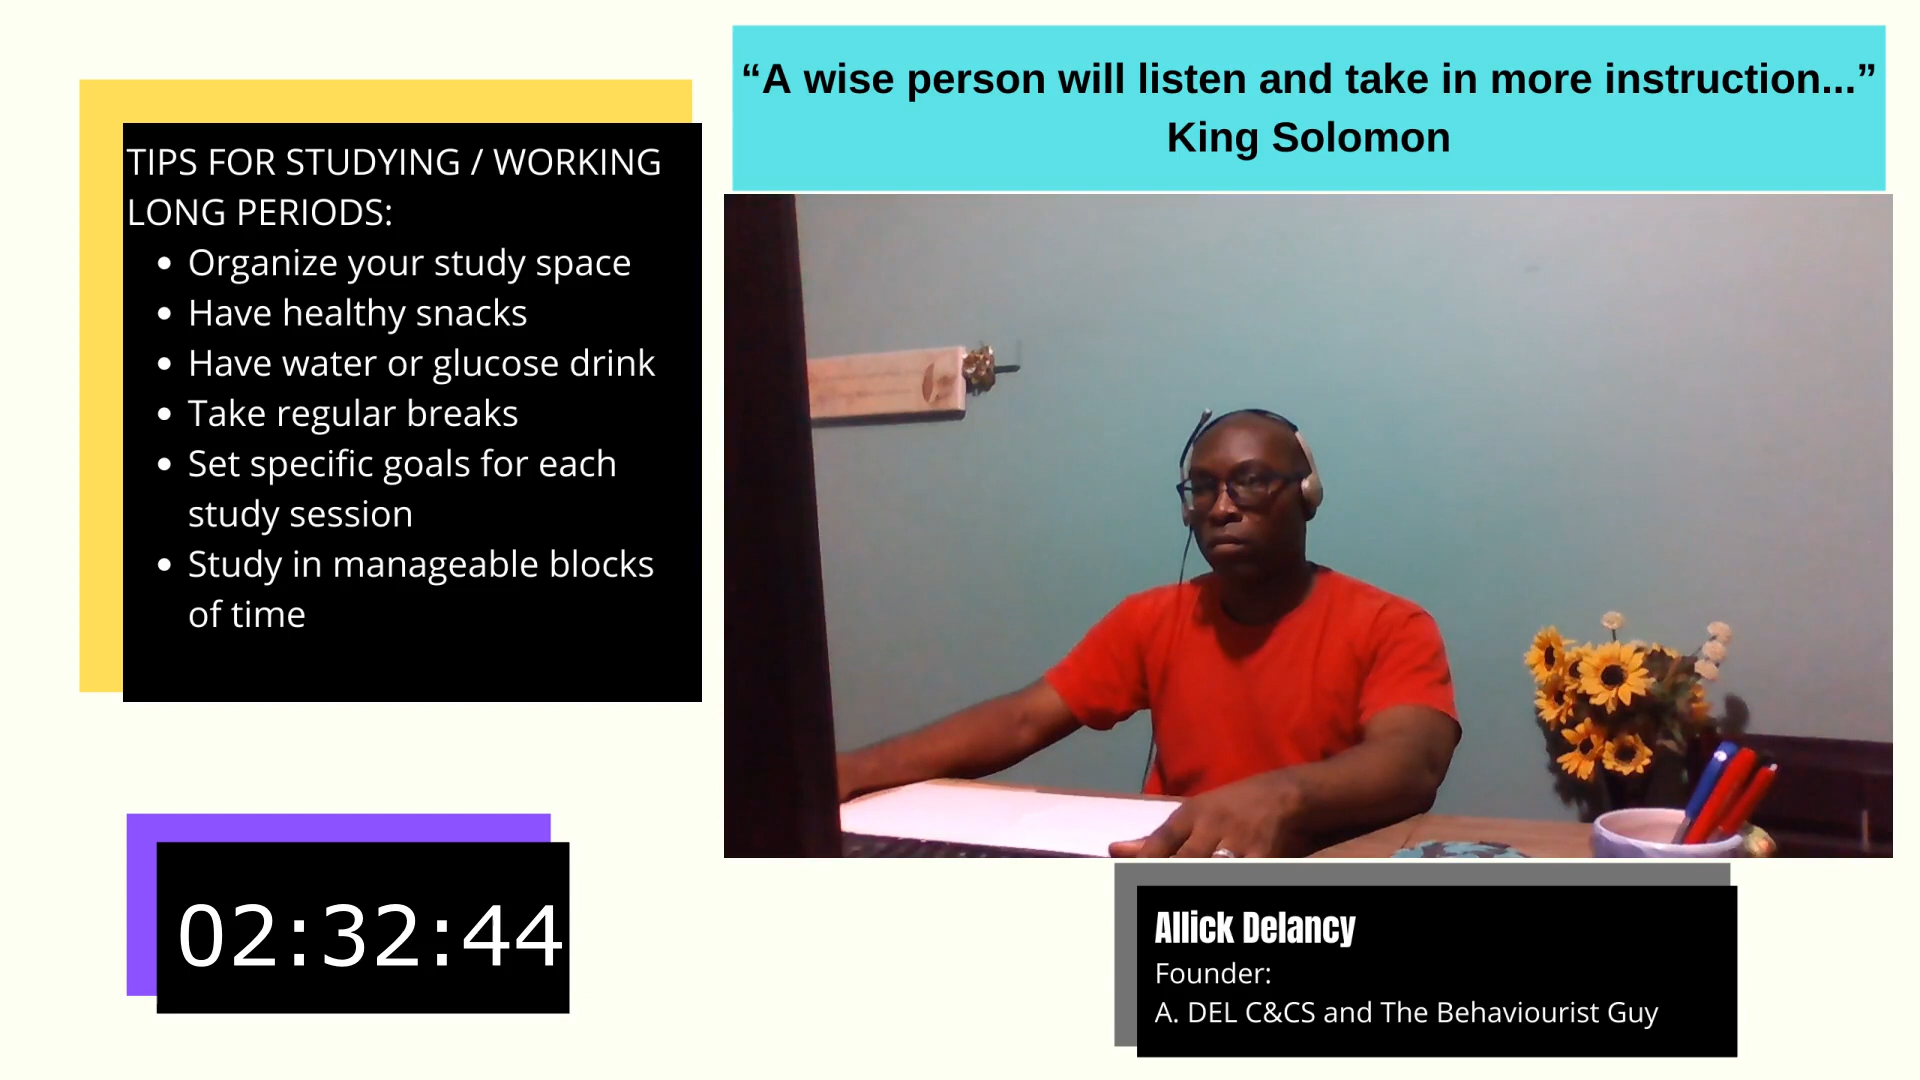 “A wise person will listen and take in more instruction...”
King Solomon
TIPS FOR STUDYING / WORKING
LONG PERIODS:
• Organize your study space
• Have healthy snacks
• Have water or glucose drink
• Take regular breaks
• Set specific goals for each
study session
• Study in manageable blocks
of time
02:32:44
Allick Delancy
Founder:
A. DEL C&CS and The Behaviourist Guy